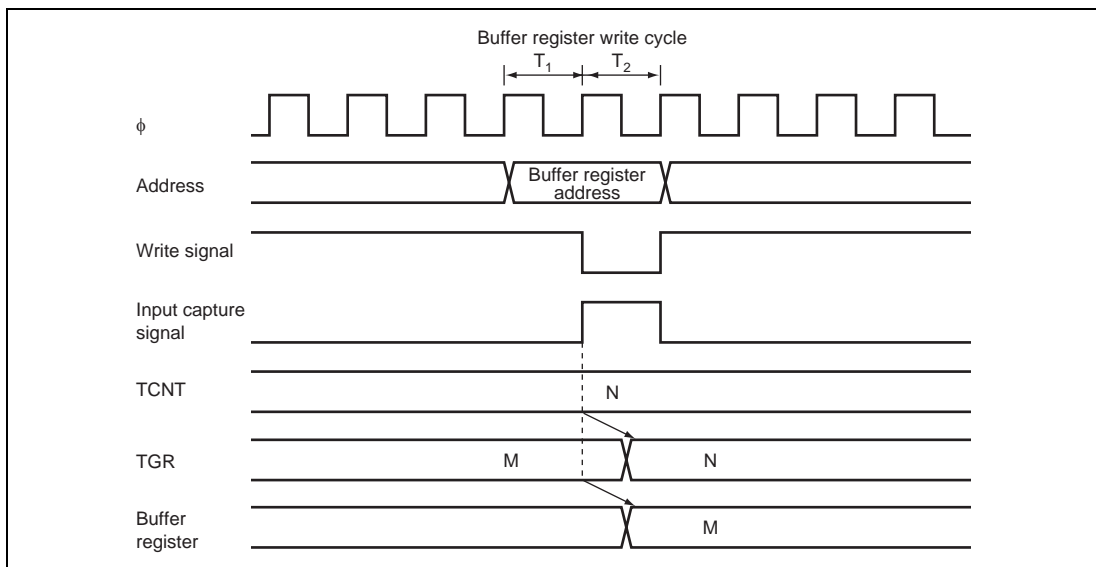 Buffer register write cycle
T₁ T₂
ϕ
Address
Buffer register
address
Write signal
Input capture
signal
TCNT
N
TGR
M N
Buffer
register
M